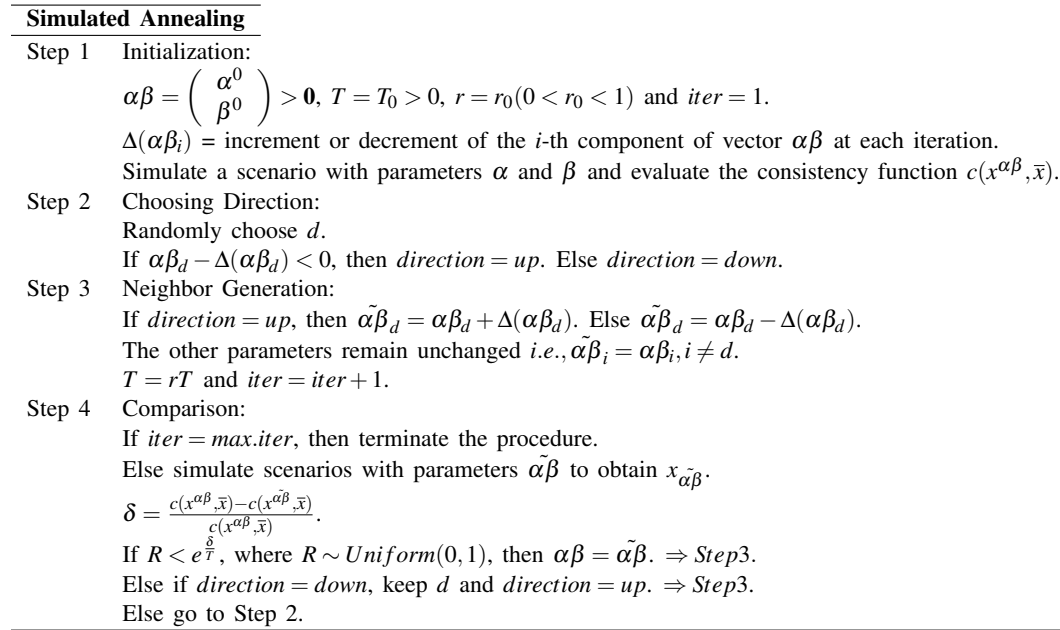 Simulated Annealing
Step 1 Initialization:
αβ = ( α⁰ β⁰ ) > 0, T = T₀ > 0, r = r₀(0 < r₀ < 1) and iter = 1.
Δ(αβᵢ) = increment or decrement of the i-th component of vector αβ at each iteration.
Simulate a scenario with parameters α and β and evaluate the consistency function c(x^{αβ}, x̄).
Step 2 Choosing Direction:
Randomly choose d.
If αβ_d − Δ(αβ_d) < 0, then direction = up. Else direction = down.
Step 3 Neighbor Generation:
If direction = up, then α̃β_d = αβ_d + Δ(αβ_d). Else α̃β_d = αβ_d − Δ(αβ_d).
The other parameters remain unchanged i.e., α̃β_i = αβ_i, i ≠ d.
T = rT and iter = iter + 1.
Step 4 Comparison:
If iter = max.iter, then terminate the procedure.
Else simulate scenarios with parameters α̃β to obtain x_{α̃β}.
δ = (c(x^{αβ}, x̄) − c(x^{α̃β}, x̄)) / c(x^{αβ}, x̄).
If R < e^{δ/T}, where R ∼ Uniform(0,1), then αβ = α̃β. ⇒ Step3.
Else if direction = down, keep d and direction = up. ⇒ Step3.
Else go to Step 2.